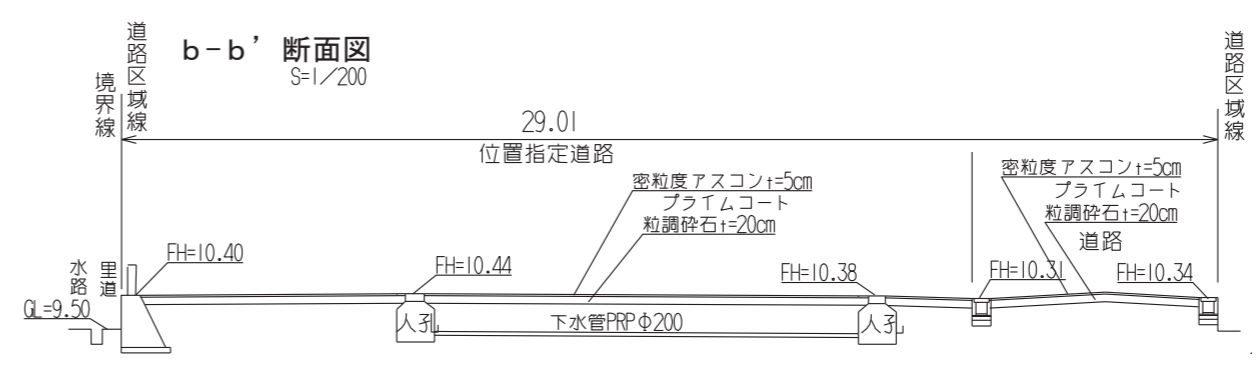 b-b’断面図
S=1/200
道路区域線
境界線
道路区域線
29.01
位置指定道路
密粒度アスコンt=5cm
プライムコート
粒調砕石t=20cm
密粒度アスコンt=5cm
プライムコート
粒調砕石t=20cm
道路
水路
里道
GL=9.50
FH=10.40
FH=10.44
FH=10.38
FH=10.31
FH=10.34
人孔
下水管PRPΦ200
人孔